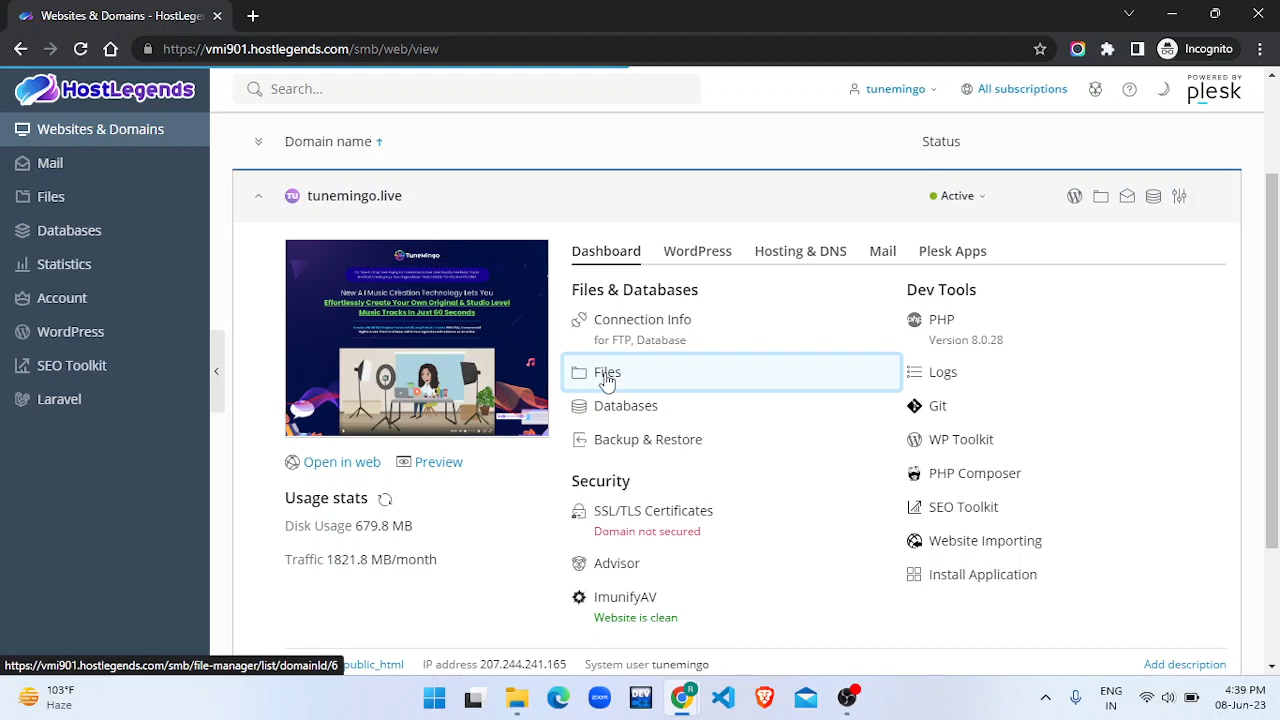 https://vmi901.hostlegends.com/smb/web/view
Incognito
HostLegends
Search...
tunemingo
All subscriptions
POWERED BY
plesk
Websites & Domains
Mail
Files
Databases
Statistics
Account
WordPress
SEO Toolkit
Laravel
Domain name ↑
Status
TU
tunemingo.live
Active
TuneMingo
New AI Music Creation Technology Lets You
Effortlessly Create Your Own Original & Studio Level
Music Tracks In Just 60 Seconds
Open in web
Preview
Usage stats
Disk Usage 679.8 MB
Traffic 1821.8 MB/month
Dashboard
WordPress
Hosting & DNS
Mail
Plesk Apps
Files & Databases
Connection Info
for FTP, Database
Files
Databases
Backup & Restore
Security
SSL/TLS Certificates
Domain not secured
Advisor
ImunifyAV
Website is clean
Dev Tools
PHP
Version 8.0.28
Logs
Git
WP Toolkit
PHP Composer
SEO Toolkit
Website Importing
Install Application
public_html
IP address 207.244.241.165
System user tunemingo
Add description
https://vmi901.hostlegends.com/smb/file-manager/list/domainId/6
103°F
Haze
zoom
DEV
R
ENG
IN
4:39 PM
08-Jun-23